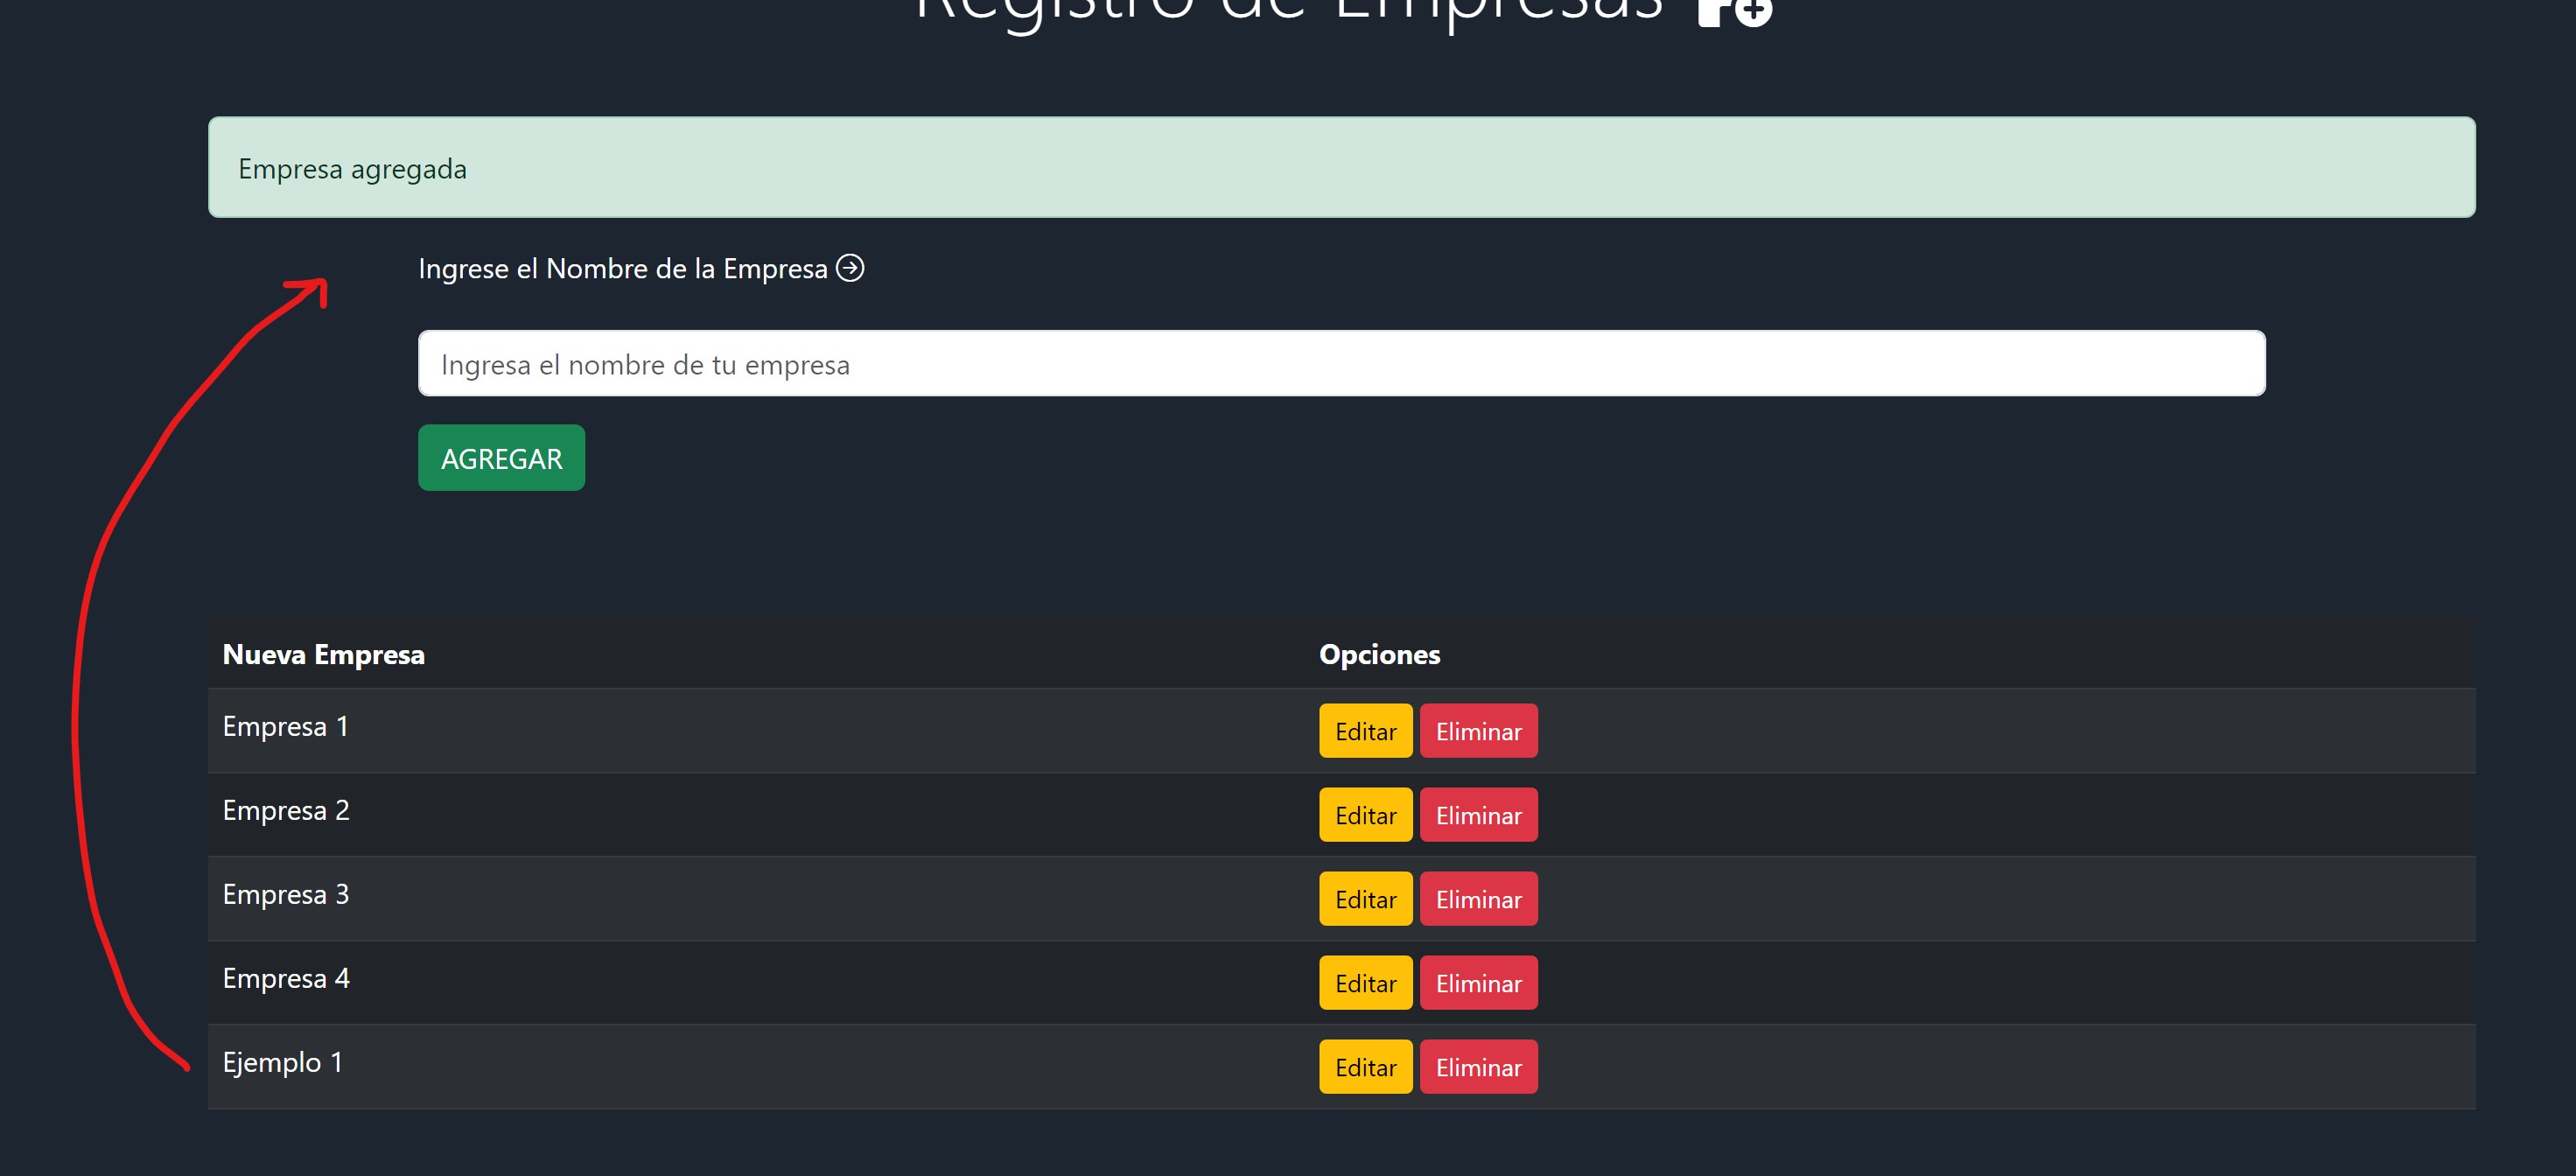 Registro de Empresas
Empresa agregada
Ingrese el Nombre de la Empresa
Ingresa el nombre de tu empresa
AGREGAR
Nueva Empresa Opciones
Empresa 1 Editar Eliminar
Empresa 2 Editar Eliminar
Empresa 3 Editar Eliminar
Empresa 4 Editar Eliminar
Ejemplo 1 Editar Eliminar